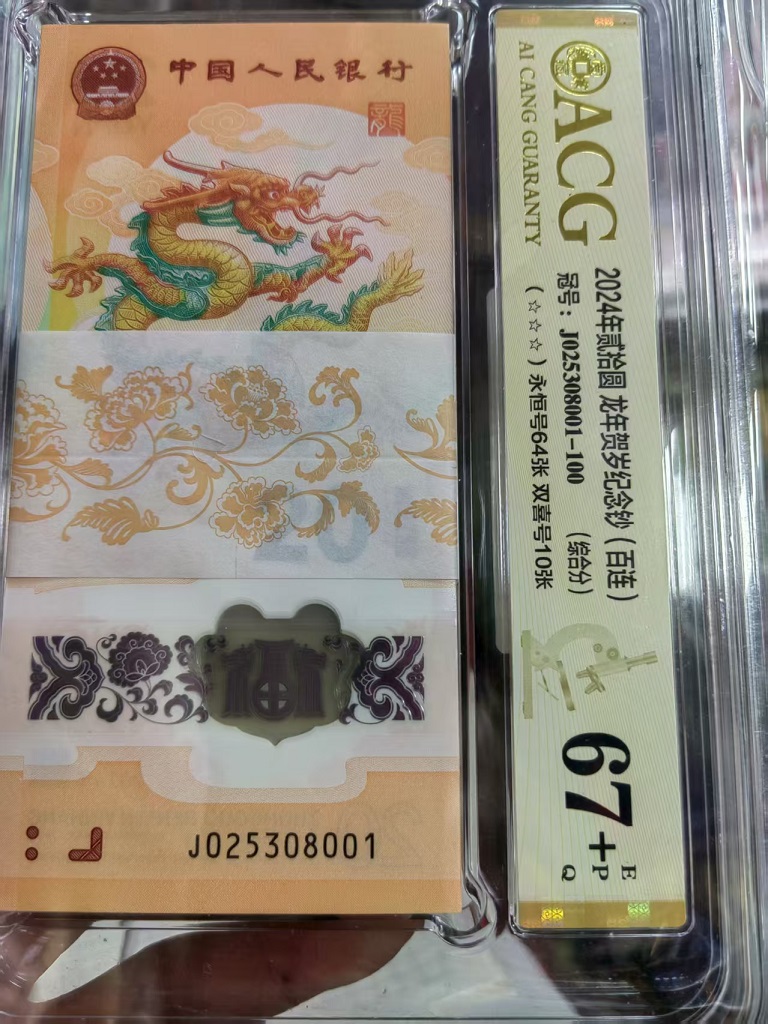 中国人民银行
龍
J025308001
ACG
AI CANG GUARANTY
2024年贰拾圆 龙年贺岁纪念钞(百连)
冠号:J025308001-100 (综合分)
(☆☆☆)永恒号64张 双喜号10张
67+
E
P
Q